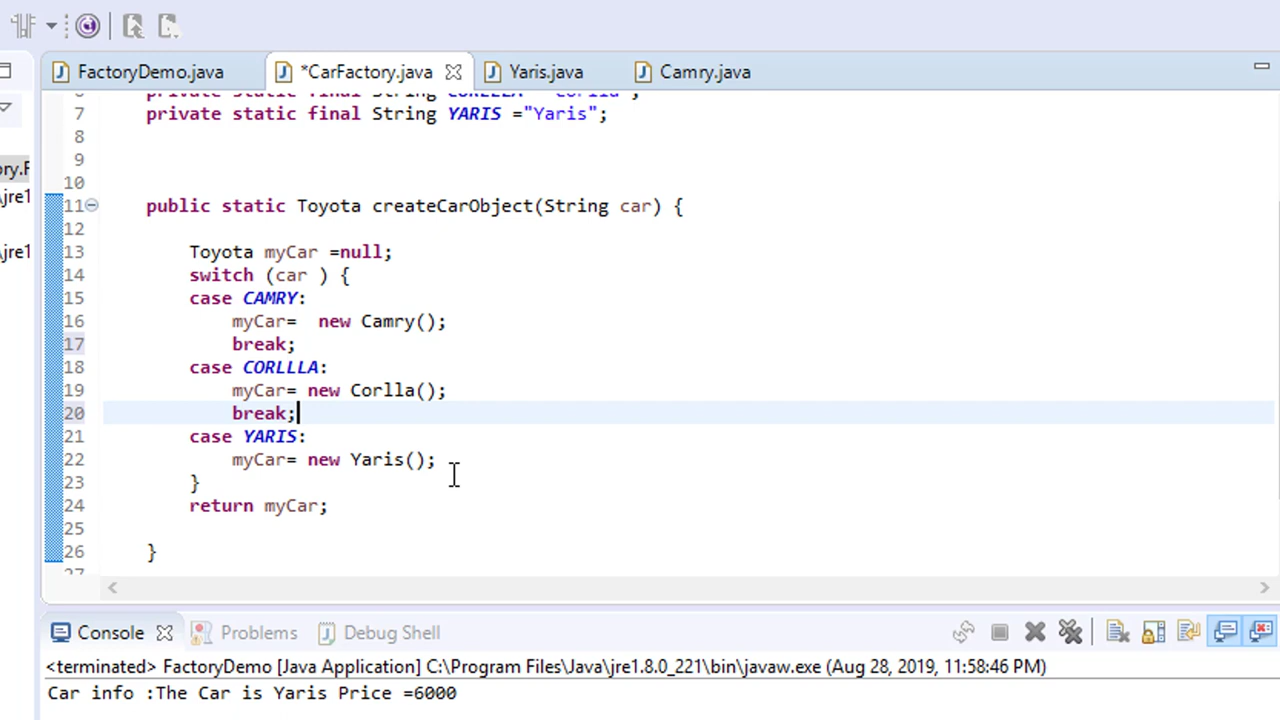 FactoryDemo.java *CarFactory.java Yaris.java Camry.java
7 private static final String YARIS ="Yaris";
8
9
10
11 public static Toyota createCarObject(String car) {
12
13 Toyota myCar =null;
14 switch (car ) {
15 case CAMRY:
16 myCar= new Camry();
17 break;
18 case CORLLLA:
19 myCar= new Corlla();
20 break;
21 case YARIS:
22 myCar= new Yaris();
23 }
24 return myCar;
25
26 }
ory.F
\jre1
\jre1
Console Problems Debug Shell
<terminated> FactoryDemo [Java Application] C:\Program Files\Java\jre1.8.0_221\bin\javaw.exe (Aug 28, 2019, 11:58:46 PM)
Car info :The Car is Yaris Price =6000